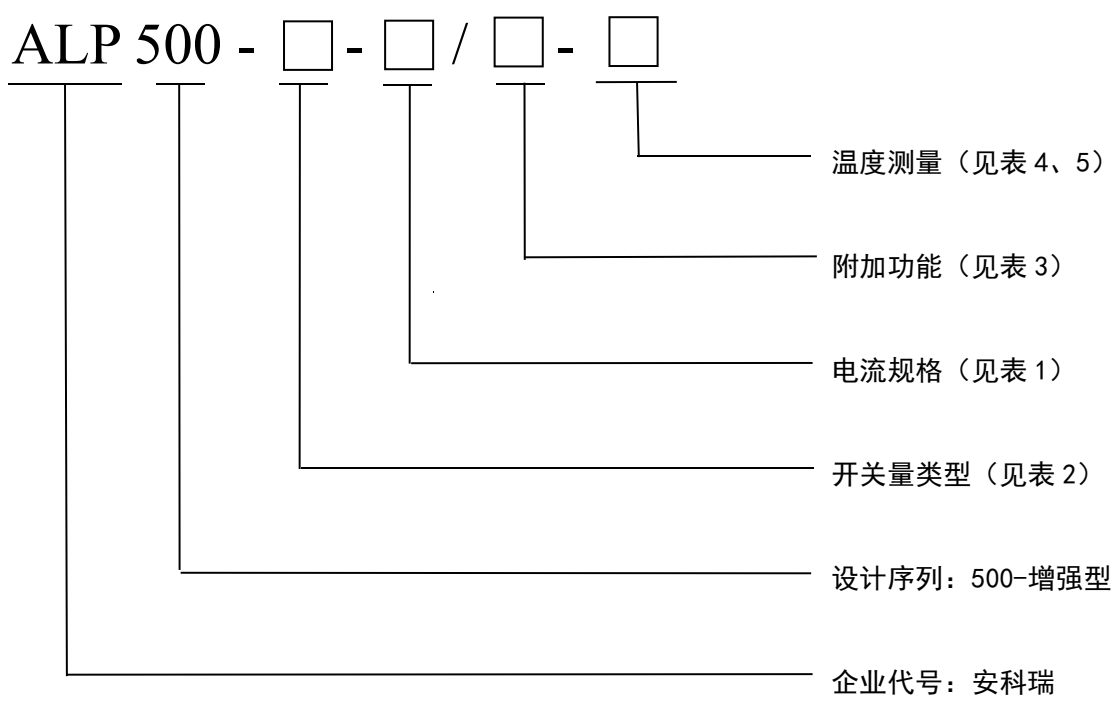 ALP 500 - □ - □ / □ - □
温度测量（见表 4、5）
附加功能（见表 3）
电流规格（见表 1）
开关量类型（见表 2）
设计序列：500-增强型
企业代号：安科瑞